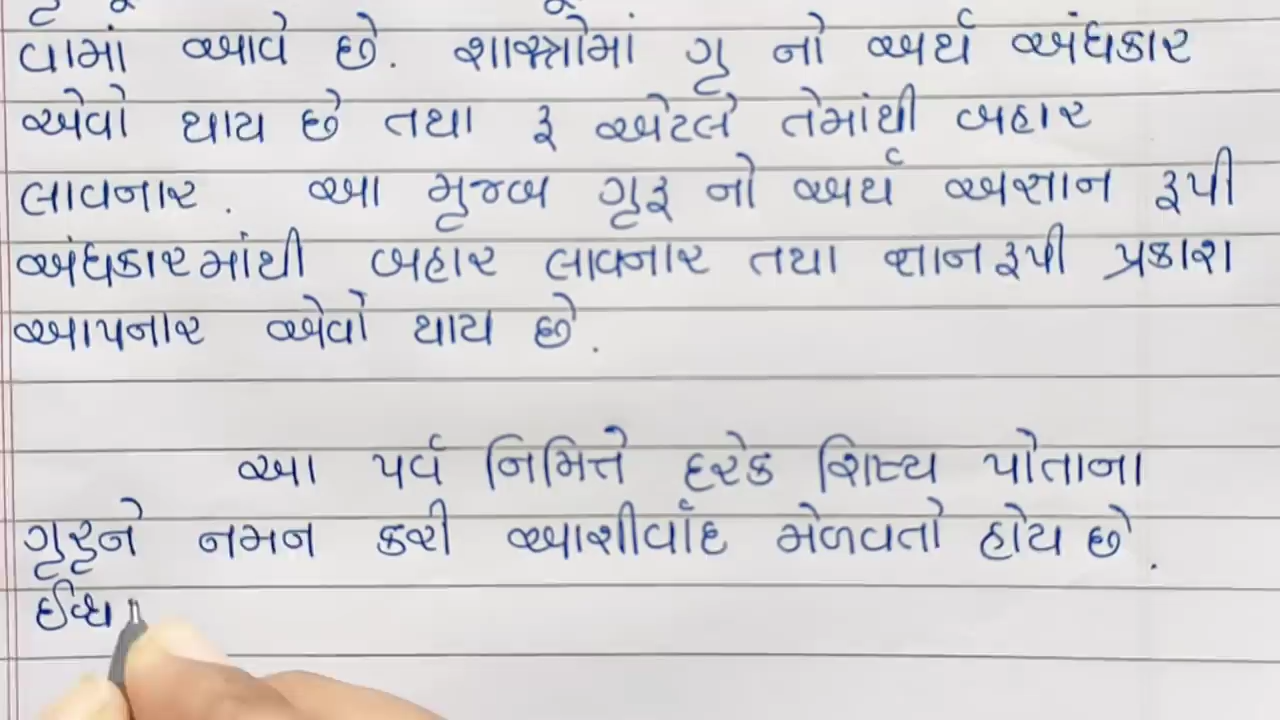 વામાં આવે છે. શાસ્ત્રોમાં ગુ નો અર્થ અંધકાર
એવો થાય છે તથા રૂ એટલે તેમાંથી બહાર
લાવનાર. આ મુજબ ગુરૂ નો અર્થ અજ્ઞાન રૂપી
અંધકારમાંથી બહાર લાવનાર તથા જ્ઞાનરૂપી પ્રકાશ
આપનાર એવો થાય છે.
આ પર્વ નિમિત્તે દરેક શિષ્ય પોતાના
ગુરુને નમન કરી આશીર્વાદ મેળવતો હોય છે.